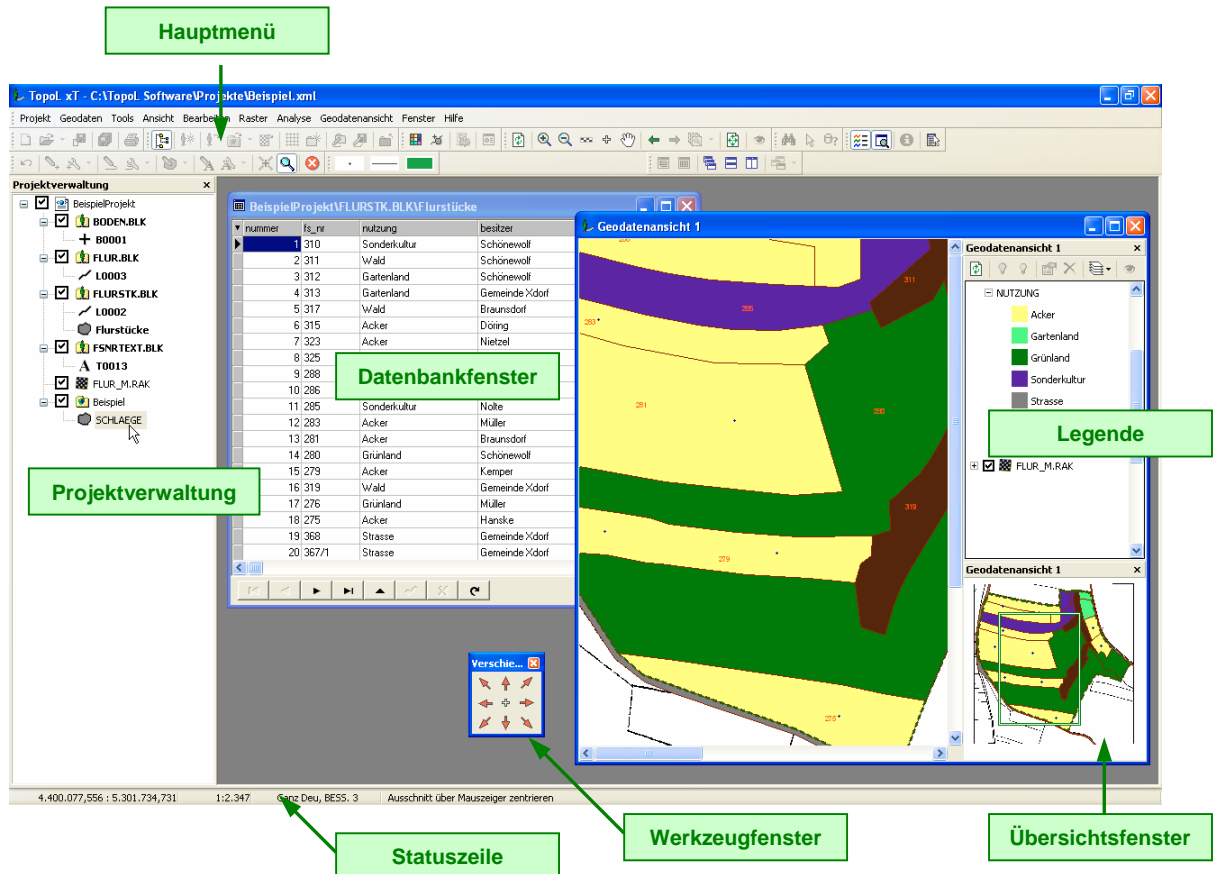 Hauptmenü
TopoL xT - C:\TopoL Software\Projekte\Beispiel.xml
Projekt Geodaten Tools Ansicht Bearbeiten Raster Analyse Geodatenansicht Fenster Hilfe
Projektverwaltung
BeispielProjekt
BODEN.BLK
B0001
FLUR.BLK
L0003
FLURSTK.BLK
L0002
Flurstücke
FSNRTEXT.BLK
A T0013
FLUR_M.RAK
Beispiel
SCHLAEGE
Projektverwaltung
BeispielProjekt\FLURSTK.BLK\Flurstücke
nummer fs_nr nutzung besitzer
1 310 Sonderkultur Schönewolf
2 311 Wald Schönewolf
3 312 Gartenland Schönewolf
4 313 Gartenland Gemeinde Xdorf
5 317 Wald Braunsdorf
6 315 Acker Döring
7 323 Acker Nietzel
8 325
9 288
10 286
11 285 Sonderkultur Nolte
12 283 Acker Müller
13 281 Acker Braunsdorf
14 280 Grünland Schönewolf
15 279 Acker Kemper
16 319 Wald Gemeinde Xdorf
17 276 Grünland Müller
18 275 Acker Hanske
19 368 Strasse Gemeinde Xdorf
20 367/1 Strasse Gemeinde Xdorf
Datenbankfenster
Geodatenansicht 1
311
285
283
281
280
319
279
275
Geodatenansicht 1
NUTZUNG
Acker
Gartenland
Grünland
Sonderkultur
Strasse
Legende
FLUR_M.RAK
Geodatenansicht 1
Verschie...
4.400.077,556 : 5.301.734,731 1:2.347 Ganz Deu, BESS. 3 Ausschnitt über Mauszeiger zentrieren
Werkzeugfenster
Übersichtsfenster
Statuszeile